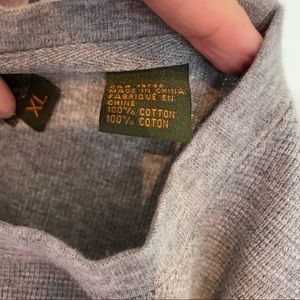 XL
MADE IN CHINA
FABRIQUE EN
CHINE
100% COTTON
100% COTON